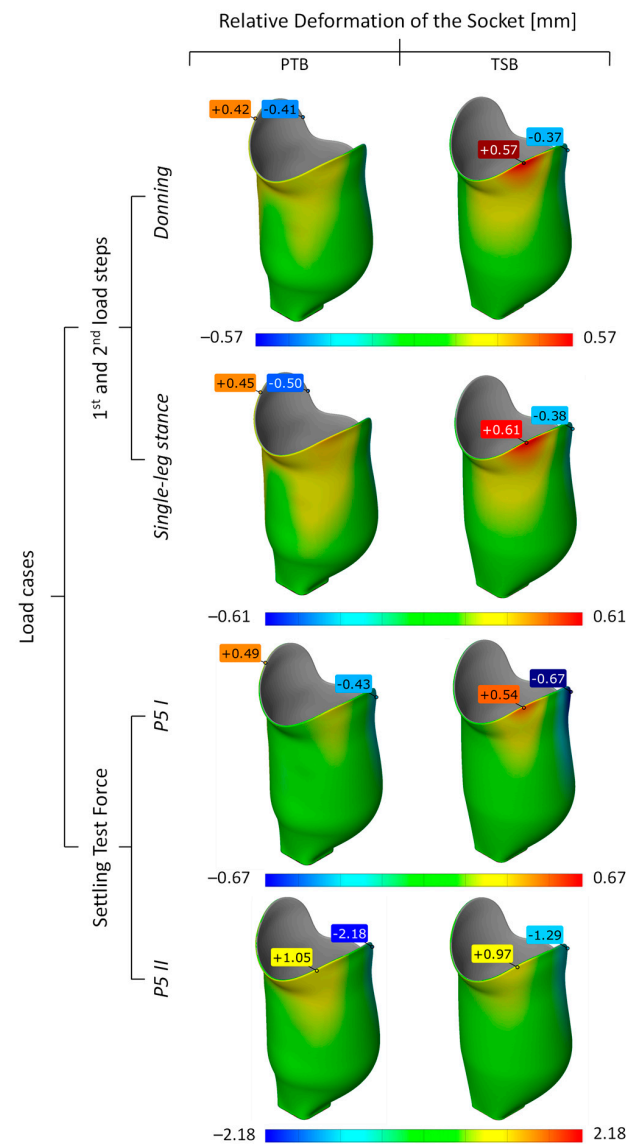 Relative Deformation of the Socket [mm]
PTB
TSB
Load cases
1st and 2nd load steps
Donning
+0.42
-0.41
+0.57
-0.37
−0.57
0.57
Single-leg stance
+0.45
-0.50
+0.61
-0.38
−0.61
0.61
Settling Test Force
P5 I
+0.49
-0.43
+0.54
-0.67
−0.67
0.67
P5 II
+1.05
-2.18
+0.97
-1.29
−2.18
2.18